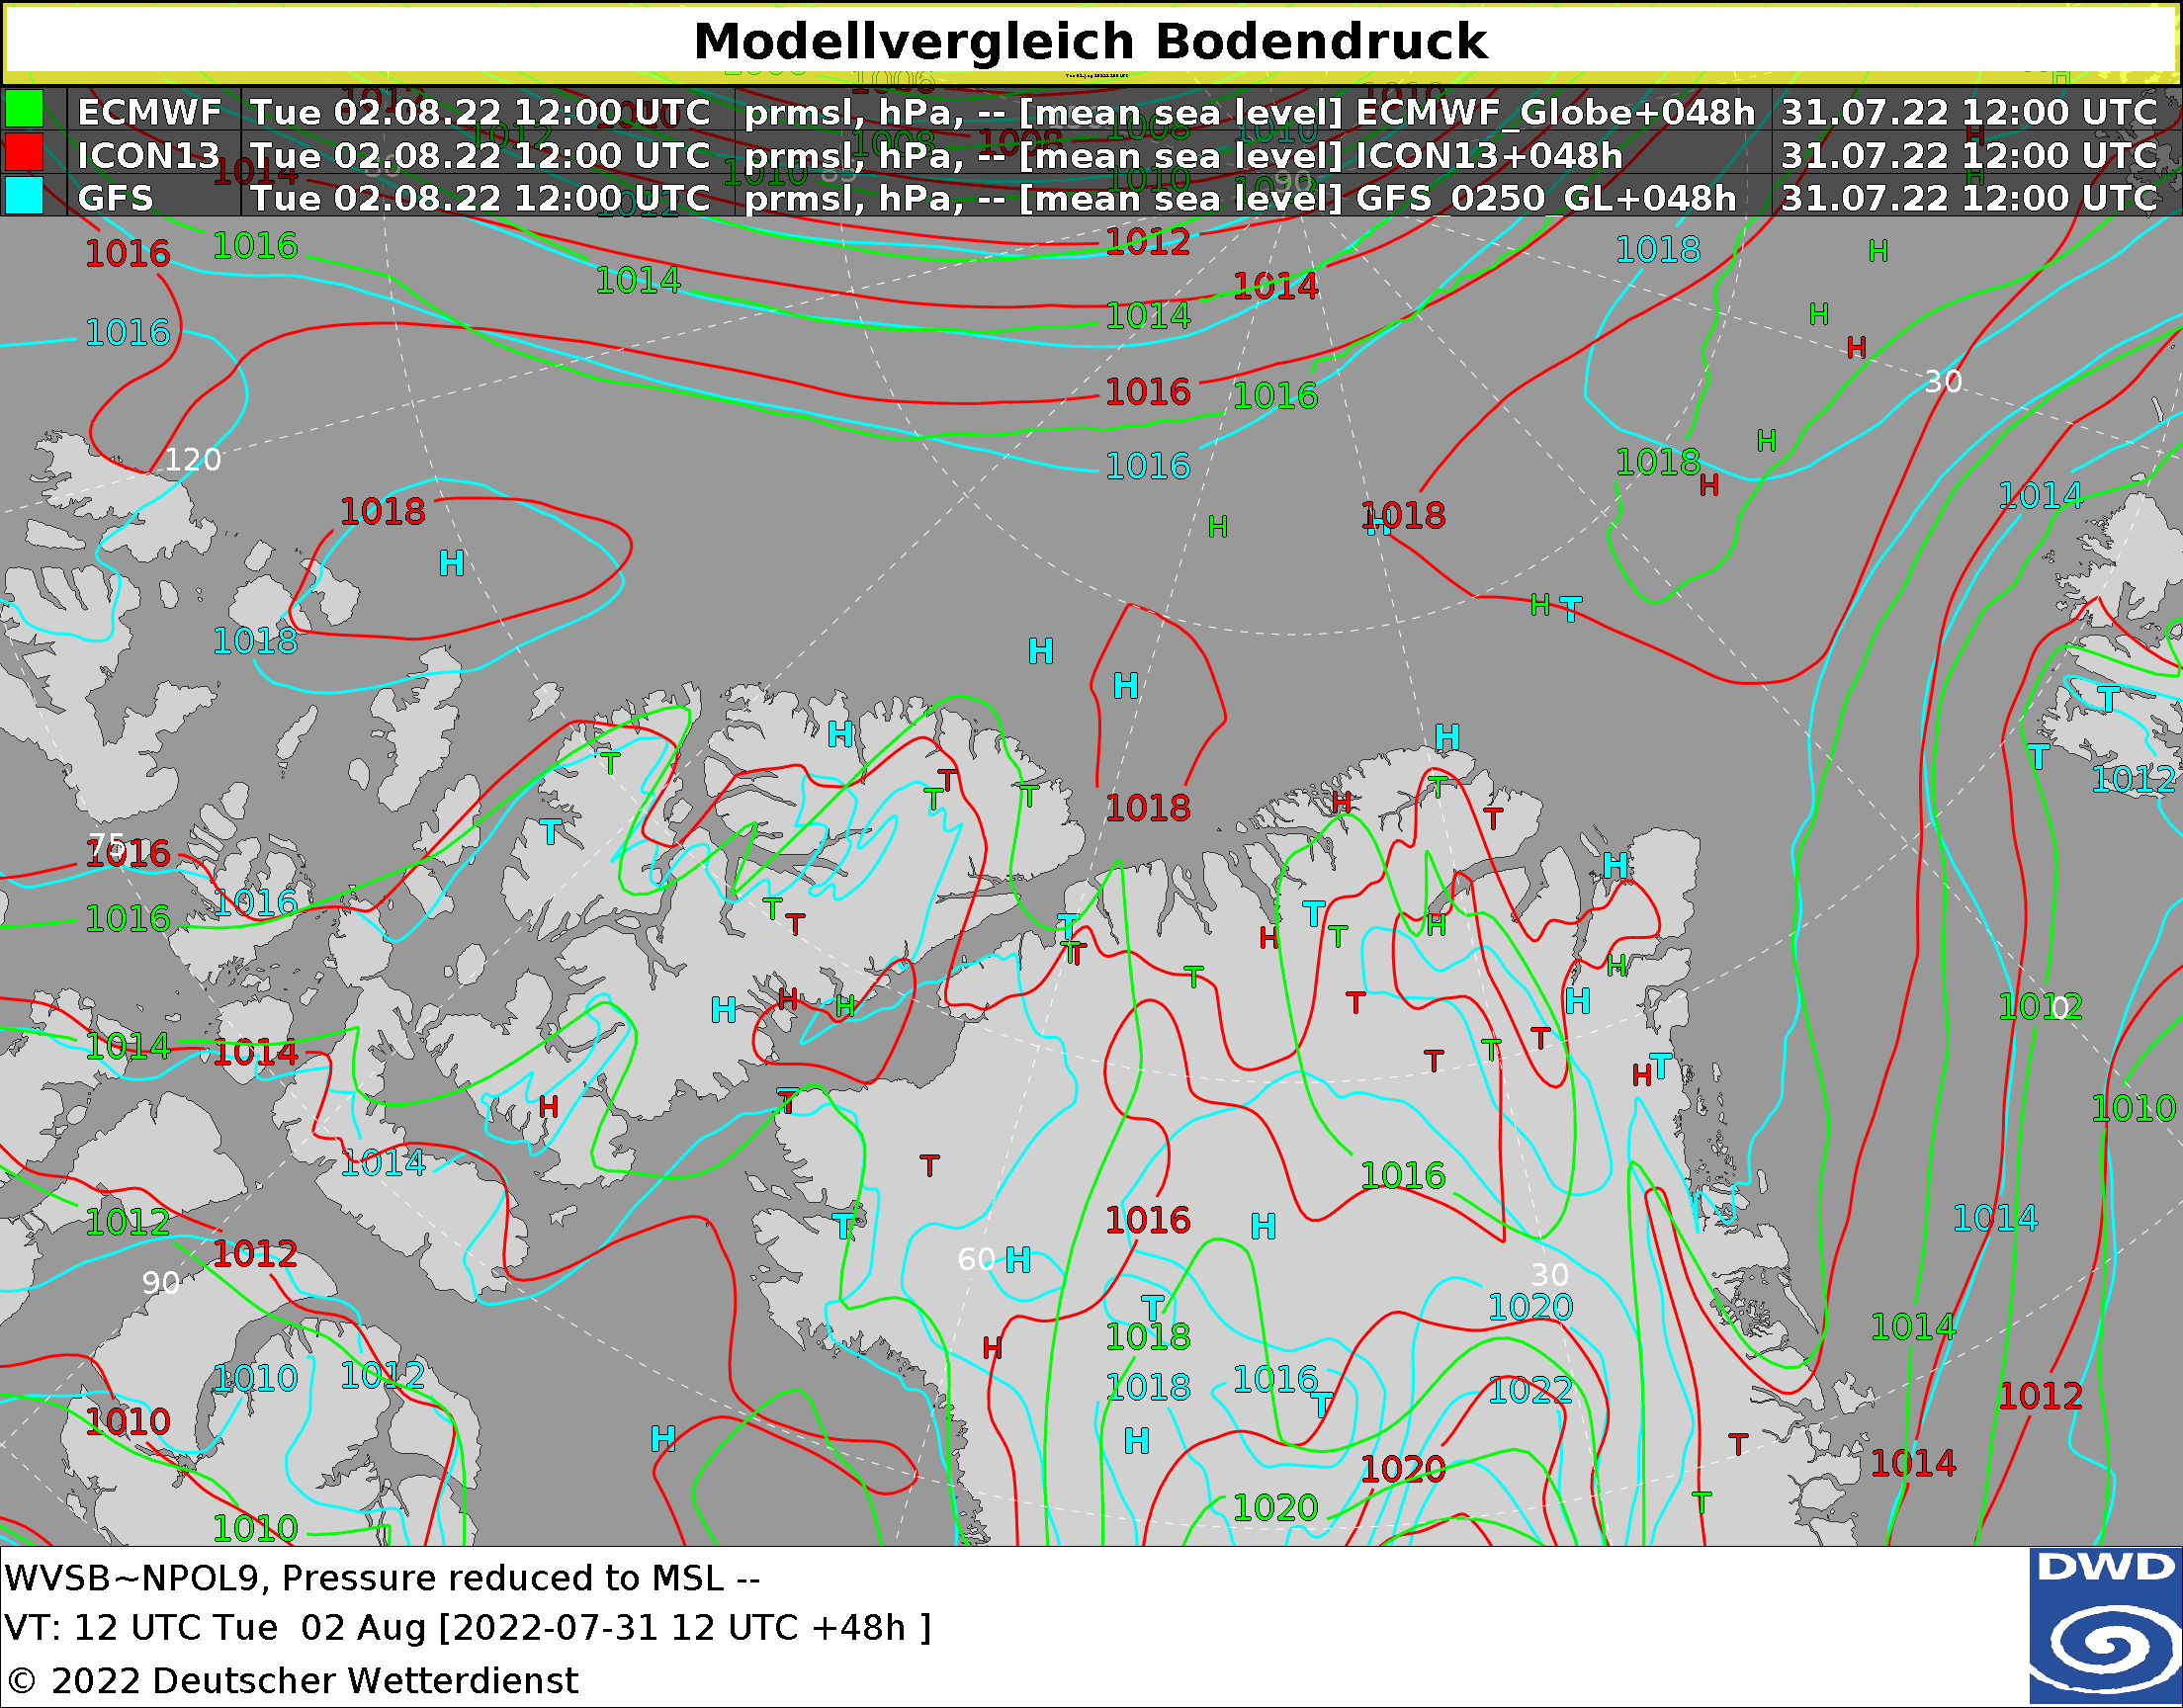 Modellvergleich Bodendruck
ECMWF Tue 02.08.22 12:00 UTC prmsl, hPa, -- [mean sea level] ECMWF_Globe+048h 31.07.22 12:00 UTC
ICON13 Tue 02.08.22 12:00 UTC prmsl, hPa, -- [mean sea level] ICON13+048h 31.07.22 12:00 UTC
GFS Tue 02.08.22 12:00 UTC prmsl, hPa, -- [mean sea level] GFS_0250_GL+048h 31.07.22 12:00 UTC
1016 1016 1012 1018 H
1014 1014
1016 1014 H
H
1016 1016 30
120 1016 1018 H
1018 H 1018 H 1014
H
H T
1018 H
H
H H T
T 1018 H T T 1012
T T T H T
75
1016 1016 H
1016 T T T T H T H
T T T H
H H H T T H 1012 0
1014 1014 T T T H T
H T 1010
1014 T 1016
1012 T 1016 H 1014
1012 60 H 30
90 T 1020
H 1018 1014
1010 1012 1018 1016 1022 1012
1010 H H T T
1020 1014
1010 1020 T
WVSB~NPOL9, Pressure reduced to MSL --
VT: 12 UTC Tue  02 Aug [2022-07-31 12 UTC +48h ]
© 2022 Deutscher Wetterdienst
DWD